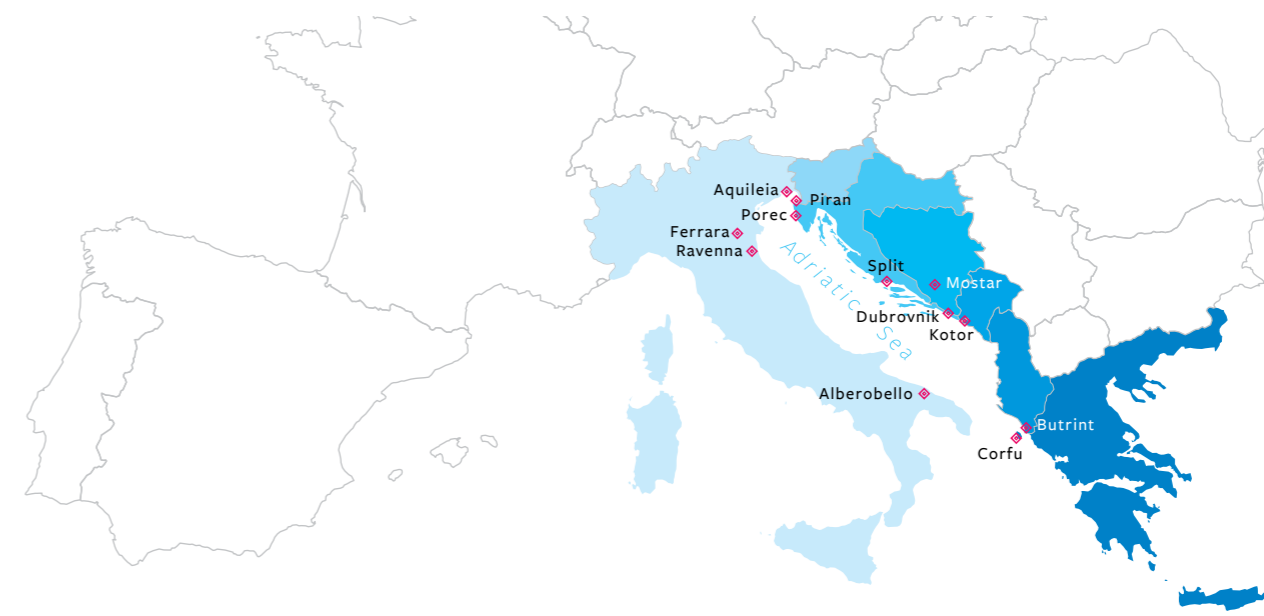 Aquileia
Piran
Porec
Ferrara
Ravenna
Adriatic Sea
Split
Mostar
Dubrovnik
Kotor
Alberobello
Butrint
Corfu